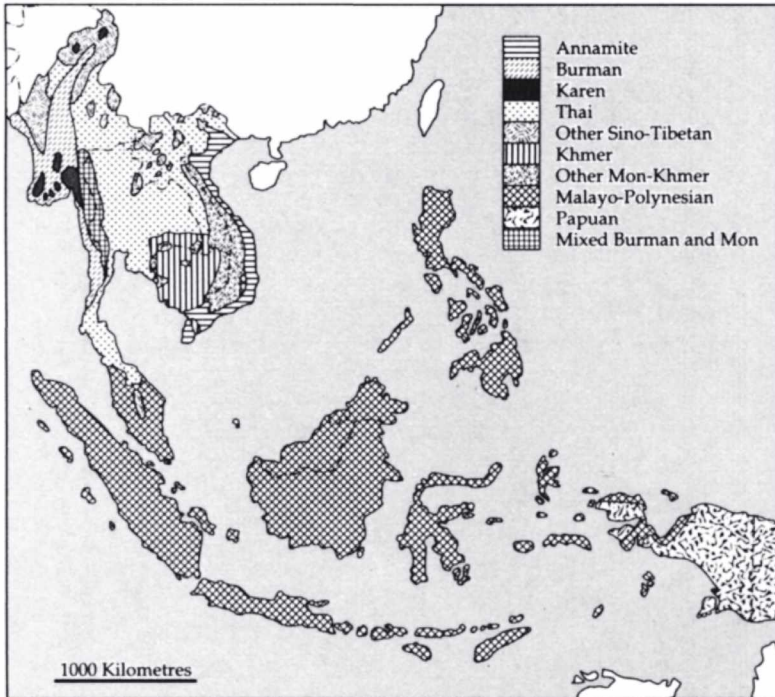 Annamite
Burman
Karen
Thai
Other Sino-Tibetan
Khmer
Other Mon-Khmer
Malayo-Polynesian
Papuan
Mixed Burman and Mon
1000 Kilometres